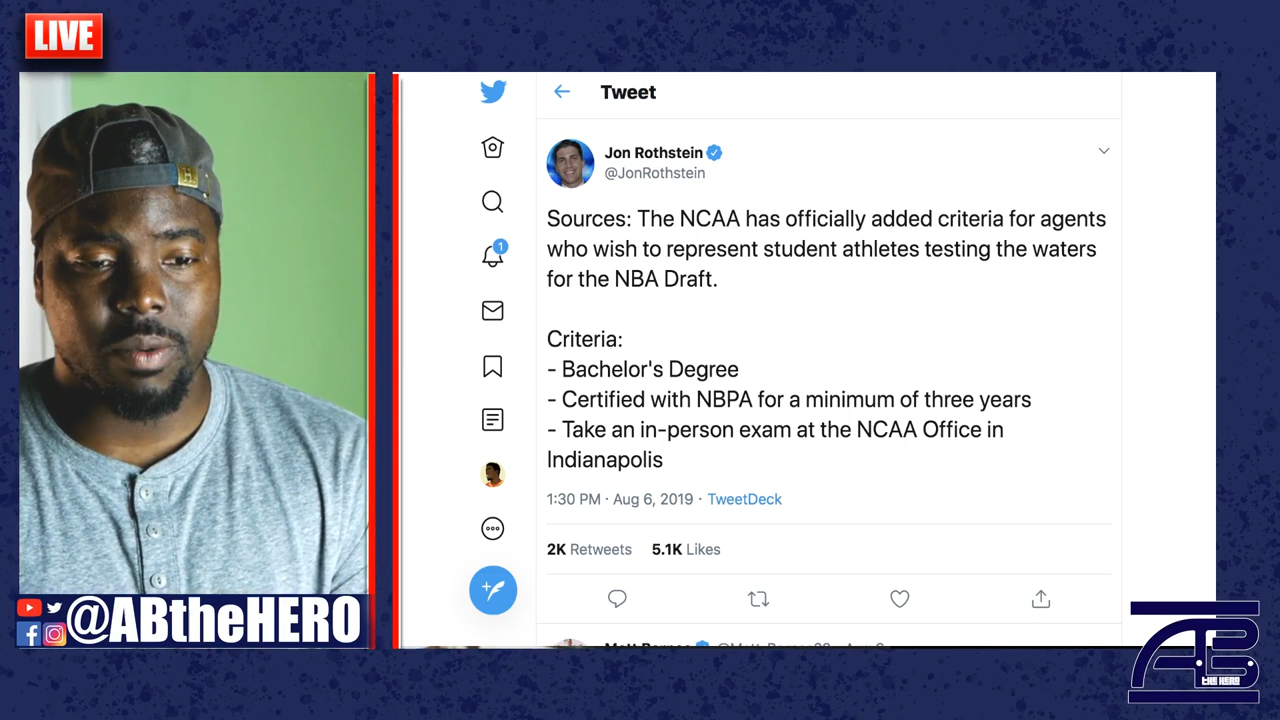 LIVE
Tweet
Jon Rothstein
@JonRothstein
Sources: The NCAA has officially added criteria for agents
who wish to represent student athletes testing the waters
for the NBA Draft.
Criteria:
- Bachelor's Degree
- Certified with NBPA for a minimum of three years
- Take an in-person exam at the NCAA Office in
Indianapolis
1:30 PM · Aug 6, 2019 · TweetDeck
2K Retweets 5.1K Likes
1
H
@ABtheHERO
AB
THE HERO